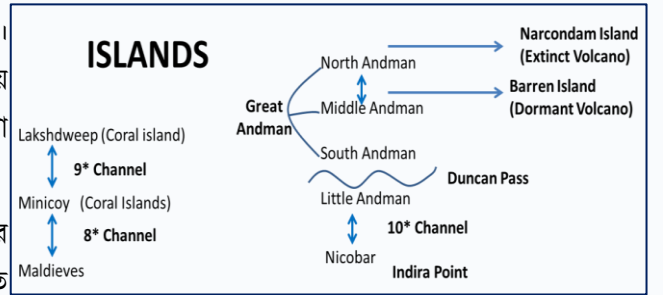 ISLANDS
Lakshdweep (Coral island)
9* Channel
Minicoy (Coral Islands)
8* Channel
Maldieves
Great
Andman
North Andman
Middle Andman
South Andman
Narcondam Island
(Extinct Volcano)
Barren Island
(Dormant Volcano)
Duncan Pass
Little Andman
10* Channel
Nicobar
Indira Point